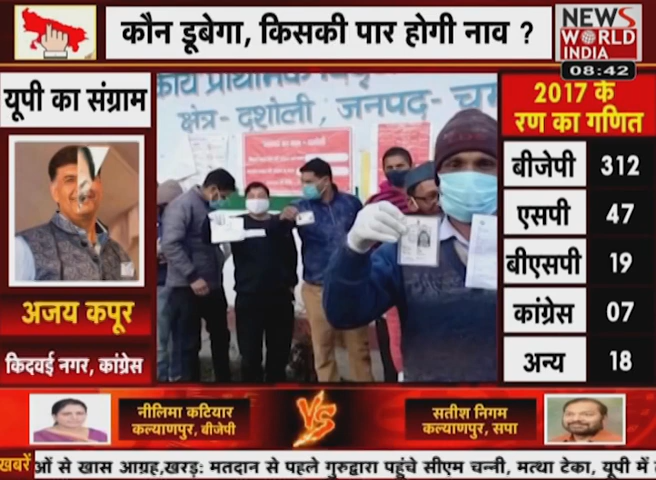 कौन डूबेगा, किसकी पार होगी नाव ?
NEWS
WORLD
INDIA
08:42
यूपी का संग्राम
अजय कपूर
किदवई नगर, कांग्रेस
क्षेत्र- दशोली, जनपद-
2017 के
रण का गणित
बीजेपी 312
एसपी 47
बीएसपी 19
कांग्रेस 07
अन्य 18
नीलिमा कटियार
कल्याणपुर, बीजेपी
VS
सतीश निगम
कल्याणपुर, सपा
खबरें ओं से खास आग्रह,खरड़: मतदान से पहले गुरुद्वारा पहुंचे सीएम चन्नी, मत्था टेका, यूपी में